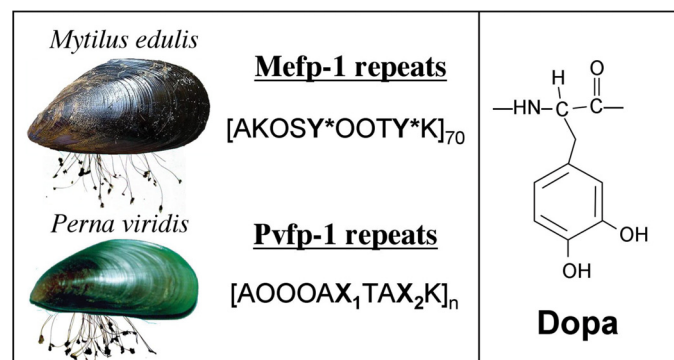 Mytilus edulis
Mefp-1 repeats
[AKOSY*OOTY*K]70
Perna viridis
Pvfp-1 repeats
[AOOOAX1TAX2K]n
H
O
HN
C
C
OH
OH
Dopa